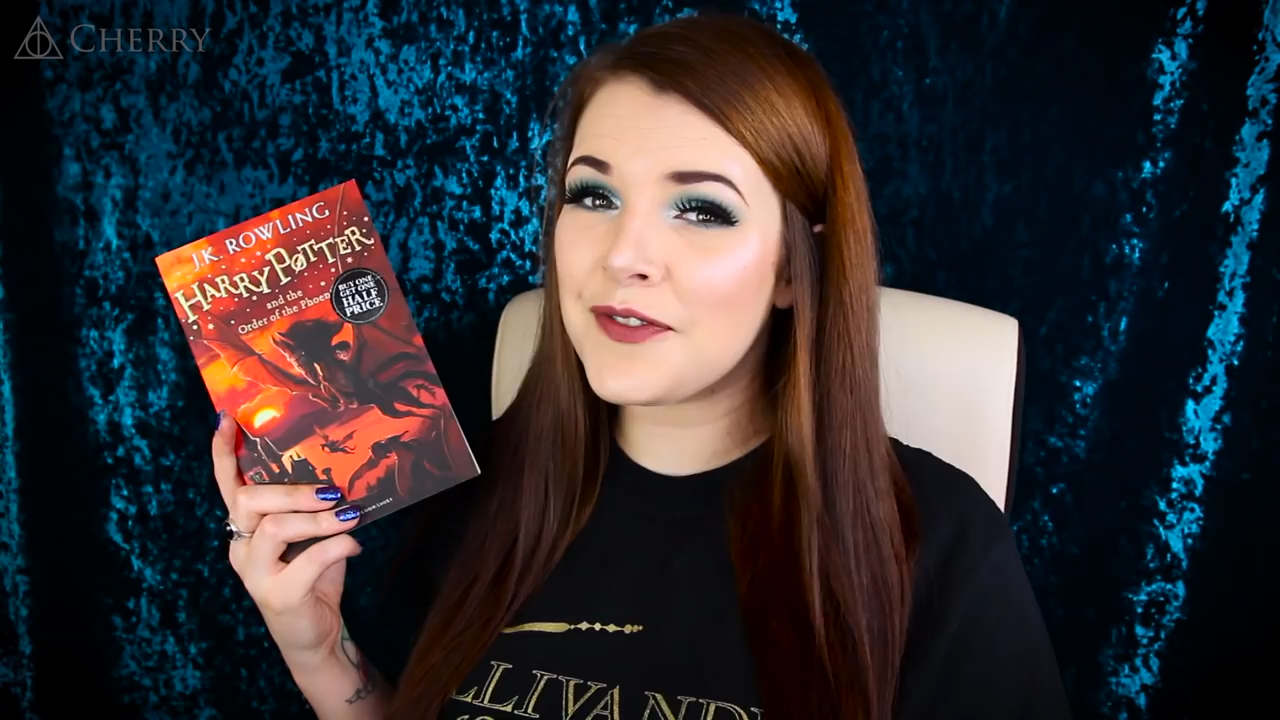 CHERRY
J.K. ROWLING
HARRY POTTER
and the
Order of the Phoen
BUY ONE
GET ONE
HALF
PRICE
LLIVAND